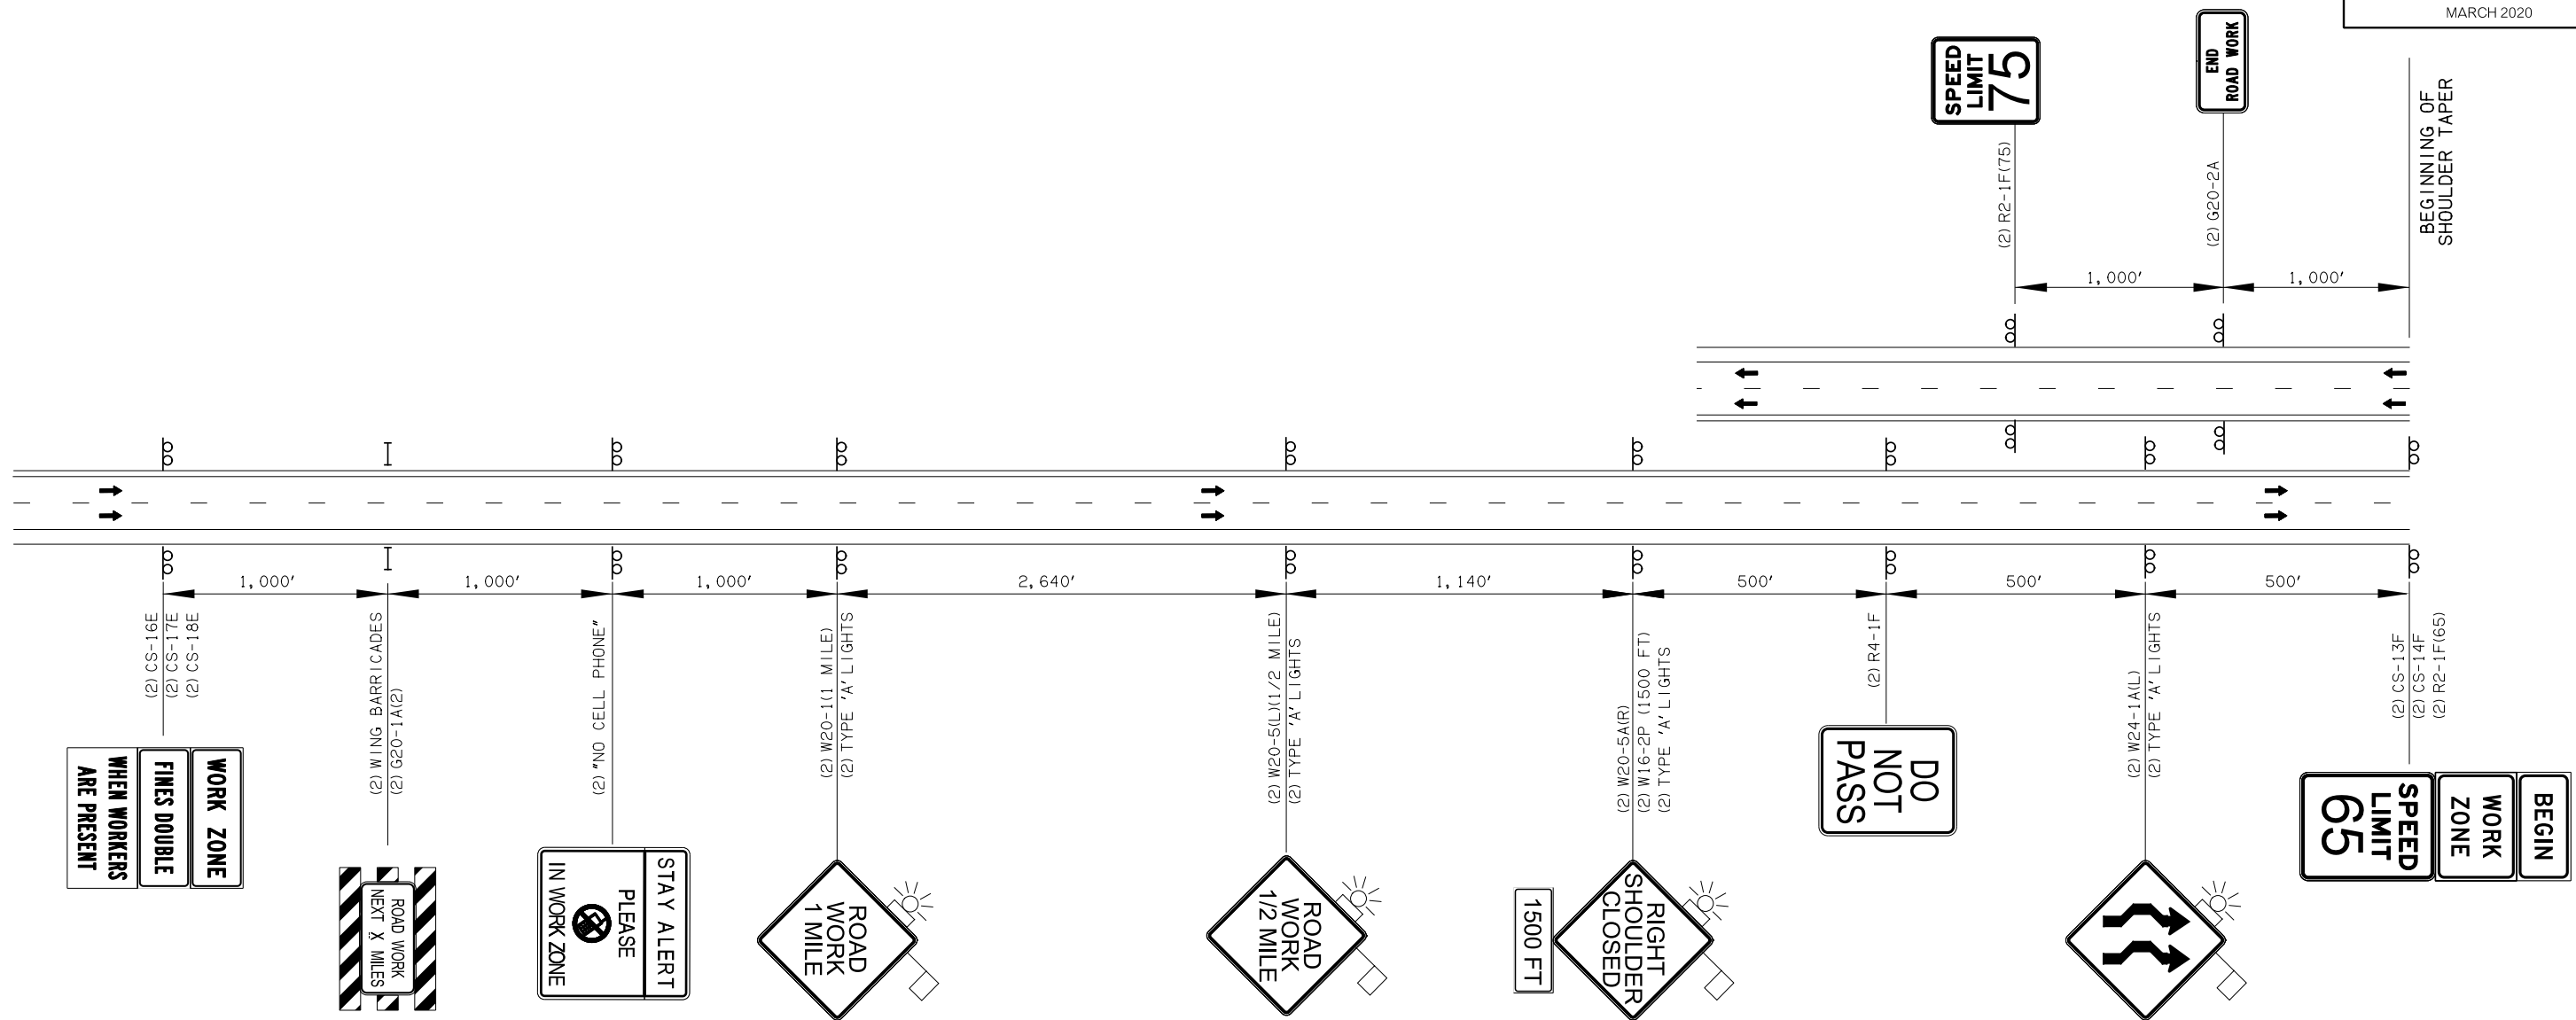 MARCH 2020
SPEED
LIMIT
75
(2) R2-1F(75)
END
ROAD WORK
(2) G20-2A
BEGINNING OF
SHOULDER TAPER
1,000'
1,000'
1,000'
1,000'
1,000'
2,640'
1,140'
500'
500'
500'
(2) CS-16E
(2) CS-17E
(2) CS-18E
WORK ZONE
FINES DOUBLE
WHEN WORKERS
ARE PRESENT
(2) WING BARRICADES
(2) G20-1A(2)
ROAD WORK
NEXT X MILES
(2) "NO CELL PHONE"
STAY ALERT
PLEASE
IN WORK ZONE
(2) W20-1(1 MILE)
(2) TYPE 'A' LIGHTS
ROAD
WORK
1 MILE
(2) W20-5(L)(1/2 MILE)
(2) TYPE 'A' LIGHTS
ROAD
WORK
1/2 MILE
(2) W20-5A(R)
(2) W16-2P (1500 FT)
(2) TYPE 'A' LIGHTS
RIGHT
SHOULDER
CLOSED
1500 FT
(2) R4-1F
DO
NOT
PASS
(2) W24-1A(L)
(2) TYPE 'A' LIGHTS
(2) CS-13F
(2) CS-14F
(2) R2-1F(65)
BEGIN
WORK
ZONE
SPEED
LIMIT
65